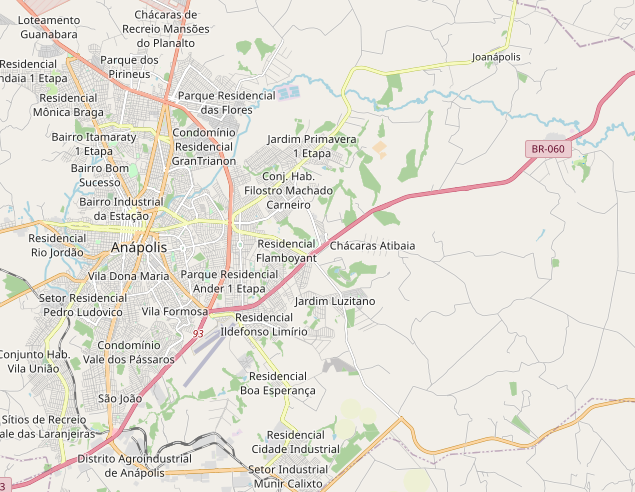 Loteamento
Guanabara
Chácaras de
Recreio Mansões
do Planalto
Joanápolis
Residencial
ndaia 1 Etapa
Parque dos
Pirineus
Residencial
Mônica Braga
Parque Residencial
das Flores
Bairro Itamaraty
1 Etapa
Condomínio
Residencial
GranTrianon
Jardim Primavera
1 Etapa
BR-060
Bairro Bom
Sucesso
Conj. Hab.
Filostro Machado
Carneiro
Bairro Industrial
da Estação
Residencial
Rio Jordão
Anápolis
Residencial
Flamboyant
Chácaras Atibaia
Vila Dona Maria
Parque Residencial
Ander 1 Etapa
Setor Residencial
Pedro Ludovico
Vila Formosa
Jardim Luzitano
Residencial
Ildefonso Limírio
93
Conjunto Hab.
Vila União
Condomínio
Vale dos Pássaros
Residencial
Boa Esperança
São João
Sítios de Recreio
ale das Laranjeiras
Residencial
Cidade Industrial
Distrito Agroindustrial
de Anápolis
Setor Industrial
Munir Calixto
3